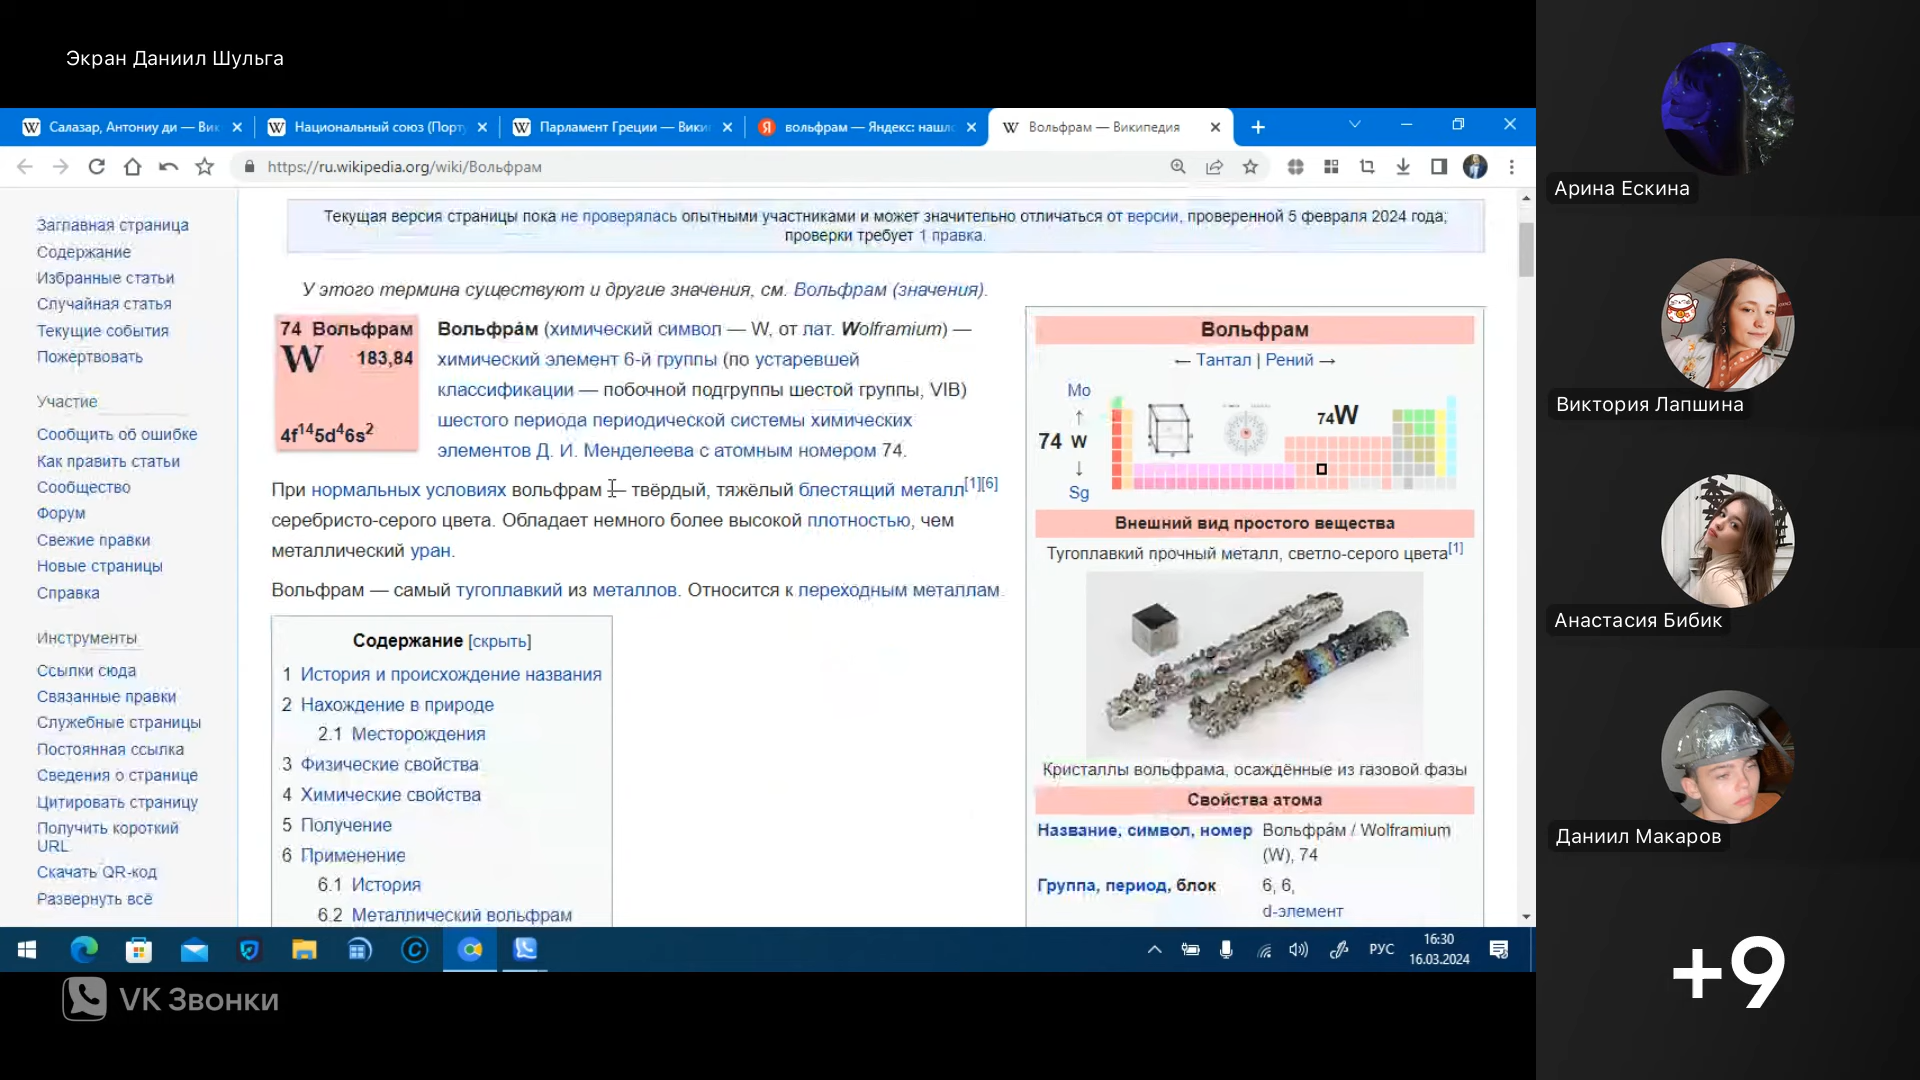 Экран Даниил Шульга
Салазар, Антониу ди — Вик
Национальный союз (Порту
Парламент Греции — Вики
вольфрам — Яндекс: нашло
Вольфрам — Википедия
https://ru.wikipedia.org/wiki/Вольфрам
Заглавная страница
Содержание
Избранные статьи
Случайная статья
Текущие события
Пожертвовать
Участие
Сообщить об ошибке
Как править статьи
Сообщество
Форум
Свежие правки
Новые страницы
Справка
Инструменты
Ссылки сюда
Связанные правки
Служебные страницы
Постоянная ссылка
Сведения о странице
Цитировать страницу
Получить короткий
URL
Скачать QR-код
Развернуть всё
Текущая версия страницы пока не проверялась опытными участниками и может значительно отличаться от версии, проверенной 5 февраля 2024 года;
проверки требует 1 правка.
У этого термина существуют и другие значения, см. Вольфрам (значения).
74 Вольфрам
W 183,84
4f14 5d4 6s2
Вольфра́м (химический символ — W, от лат. Wolframium) —
химический элемент 6-й группы (по устаревшей
классификации — побочной подгруппы шестой группы, VIB)
шестого периода периодической системы химических
элементов Д. И. Менделеева с атомным номером 74.
При нормальных условиях вольфрам — твёрдый, тяжёлый блестящий металл[1][6]
серебристо-серого цвета. Обладает немного более высокой плотностью, чем
металлический уран.
Вольфрам — самый тугоплавкий из металлов. Относится к переходным металлам.
Содержание [скрыть]
1 История и происхождение названия
2 Нахождение в природе
2.1 Месторождения
3 Физические свойства
4 Химические свойства
5 Получение
6 Применение
6.1 История
6.2 Металлический вольфрам
Вольфрам
← Тантал | Рений →
Mo
↑
74 W
↓
Sg
74W
Внешний вид простого вещества
Тугоплавкий прочный металл, светло-серого цвета[1]
Кристаллы вольфрама, осаждённые из газовой фазы
Свойства атома
Название, символ, номер Вольфра́м / Wolframium
(W), 74
Группа, период, блок 6, 6,
d-элемент
РУС
16:30
16.03.2024
VK Звонки
Арина Ескина
Виктория Лапшина
Анастасия Бибик
Даниил Макаров
+9